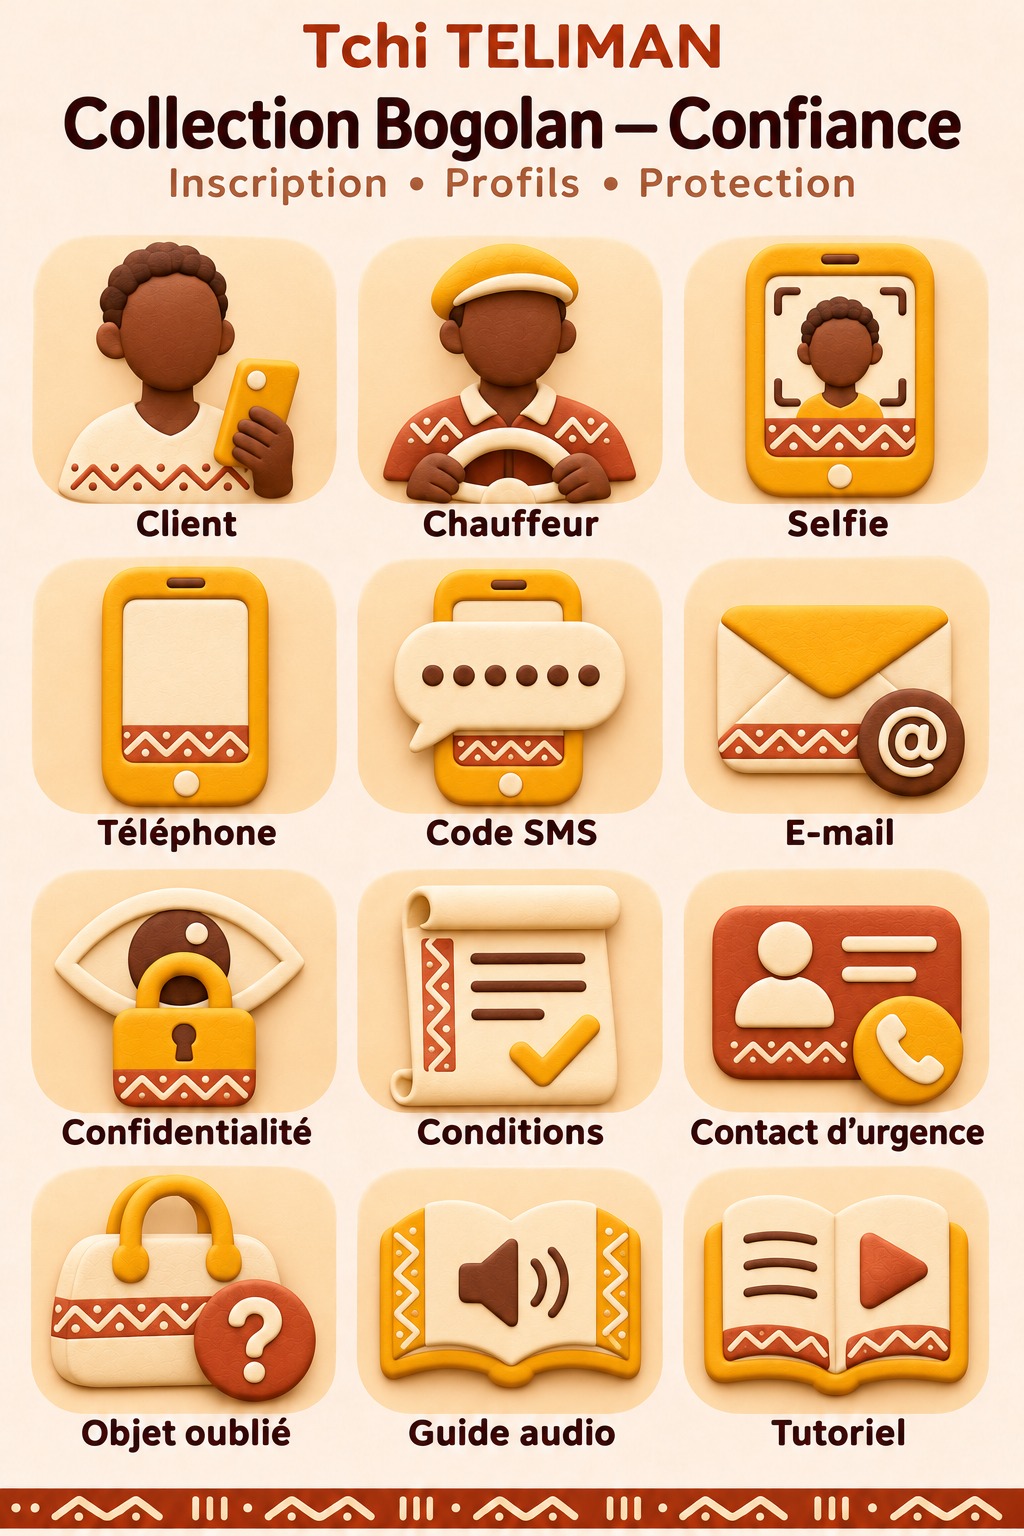 Tchi TELIMAN
Collection Bogolan – Confiance
Inscription • Profils • Protection
Client
Chauffeur
Selfie
Téléphone
Code SMS
@
E-mail
Confidentialité
Conditions
Contact d’urgence
?
Objet oublié
Guide audio
Tutoriel